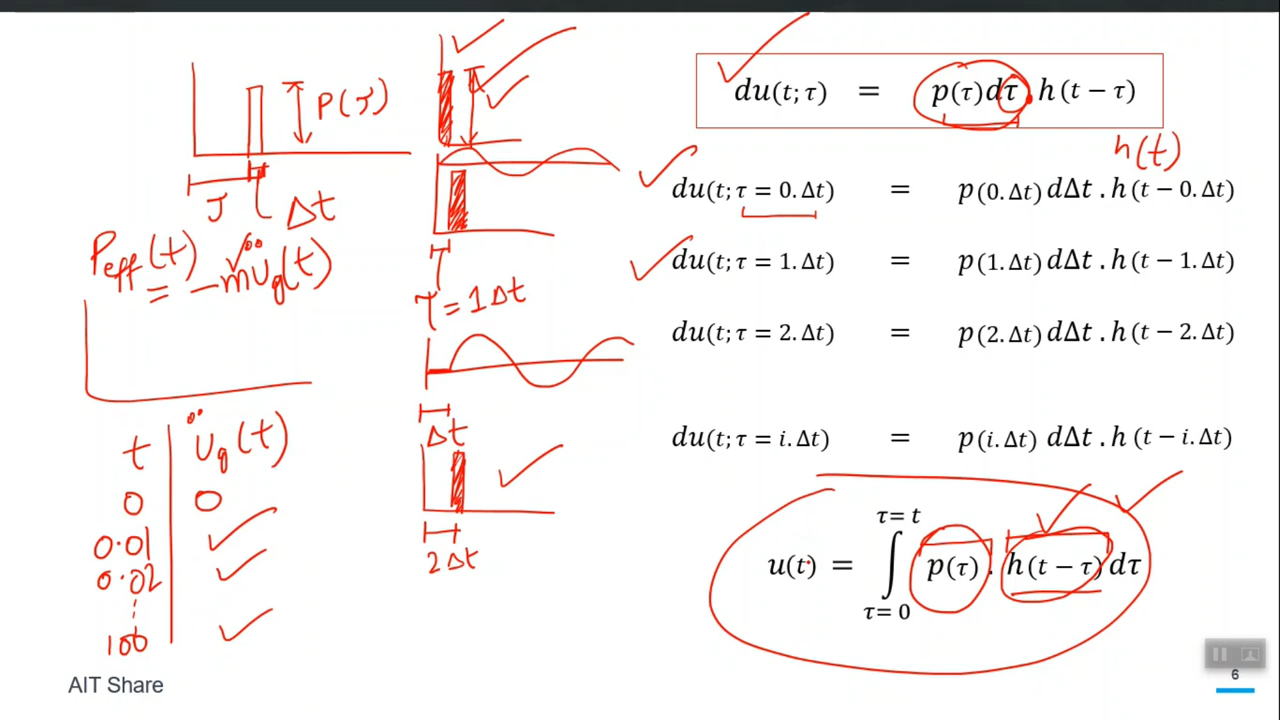 P(τ)
τ
Δt
P_eff(t) = -mü_g(t)
t ü_g(t)
0 0
0.01
0.02
100
τ = 1Δt
Δt
2Δt
du(t; τ) = p(τ)dτ . h(t − τ)
h(t)
du(t; τ = 0. Δt) = p(0. Δt) dΔt . h(t − 0. Δt)
du(t; τ = 1. Δt) = p(1. Δt) dΔt . h(t − 1. Δt)
du(t; τ = 2. Δt) = p(2. Δt) dΔt . h(t − 2. Δt)
du(t; τ = i. Δt) = p(i. Δt) dΔt . h(t − i. Δt)
τ= t
u(t) = ∫ p(τ) . h(t − τ) dτ
τ= 0
6
AIT Share